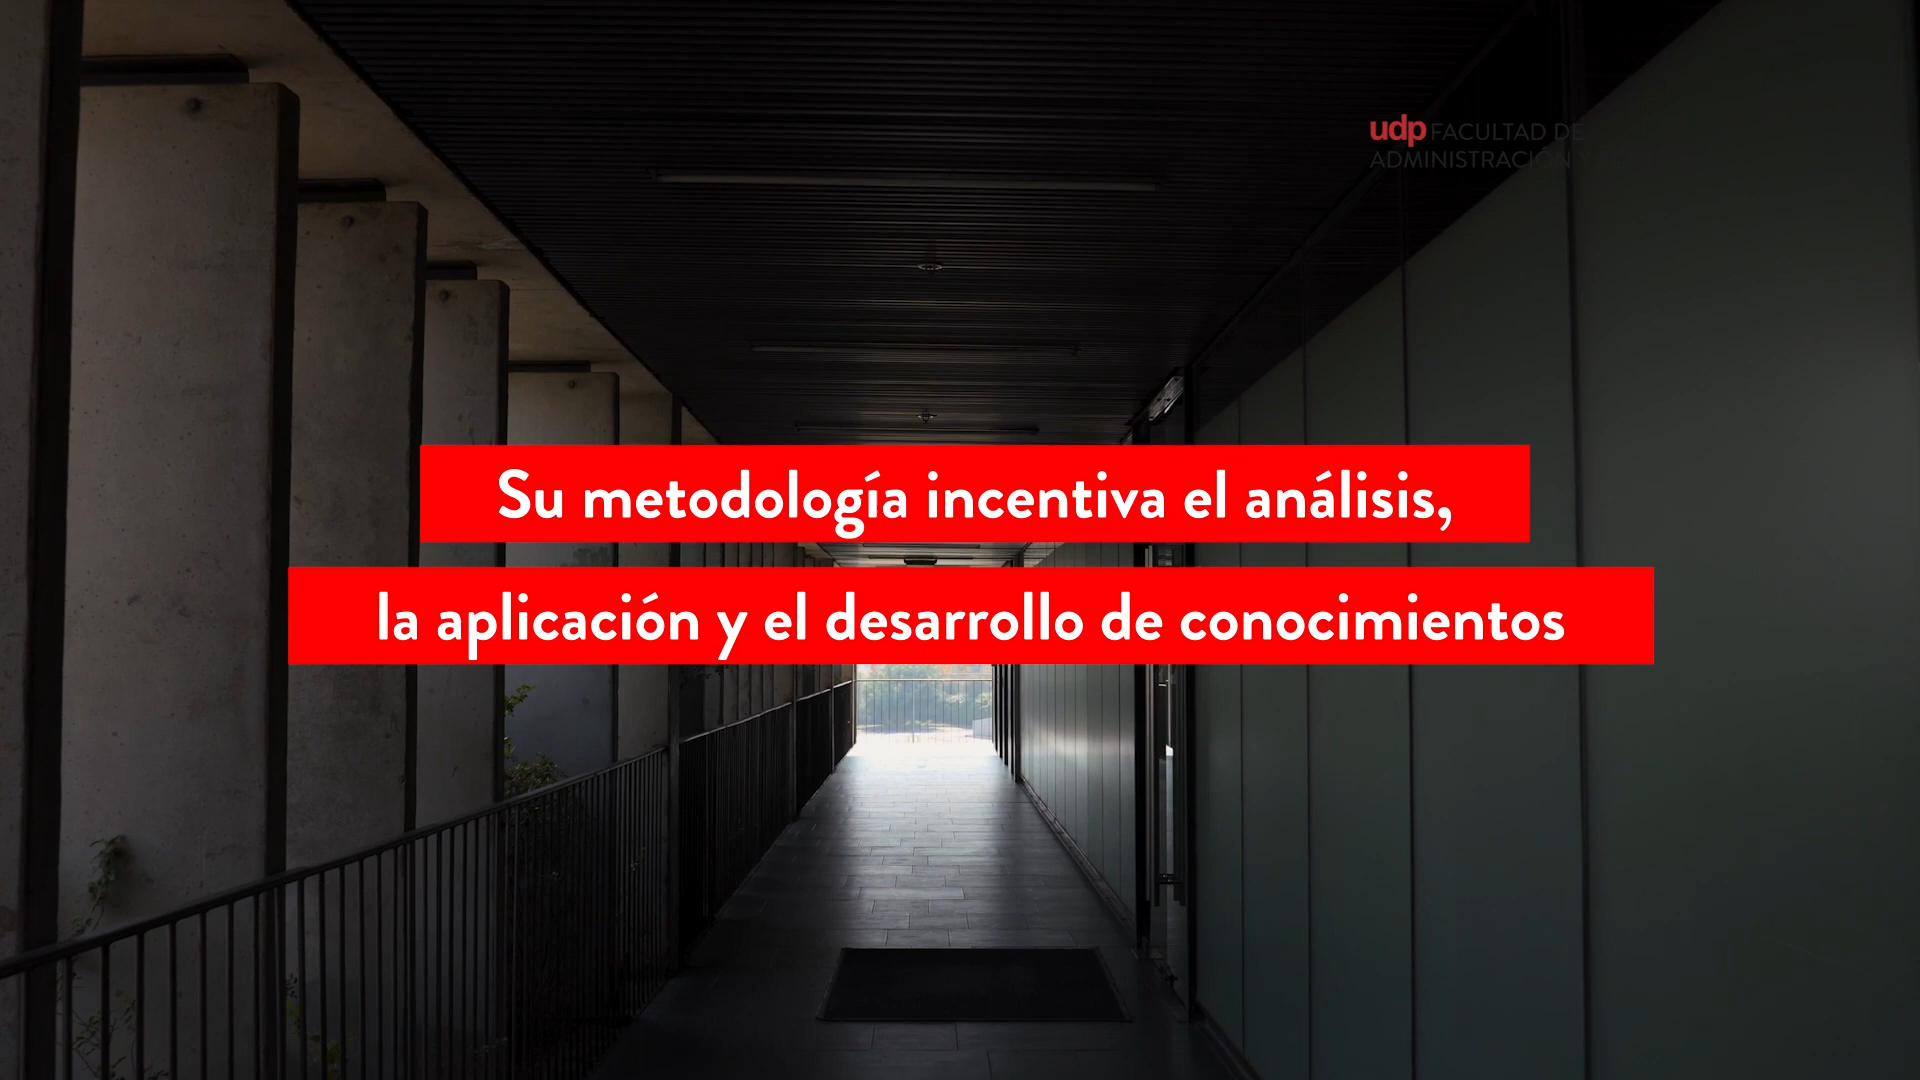 udp FACULTAD DE
ADMINISTRACIÓN Y
Su metodología incentiva el análisis,
la aplicación y el desarrollo de conocimientos